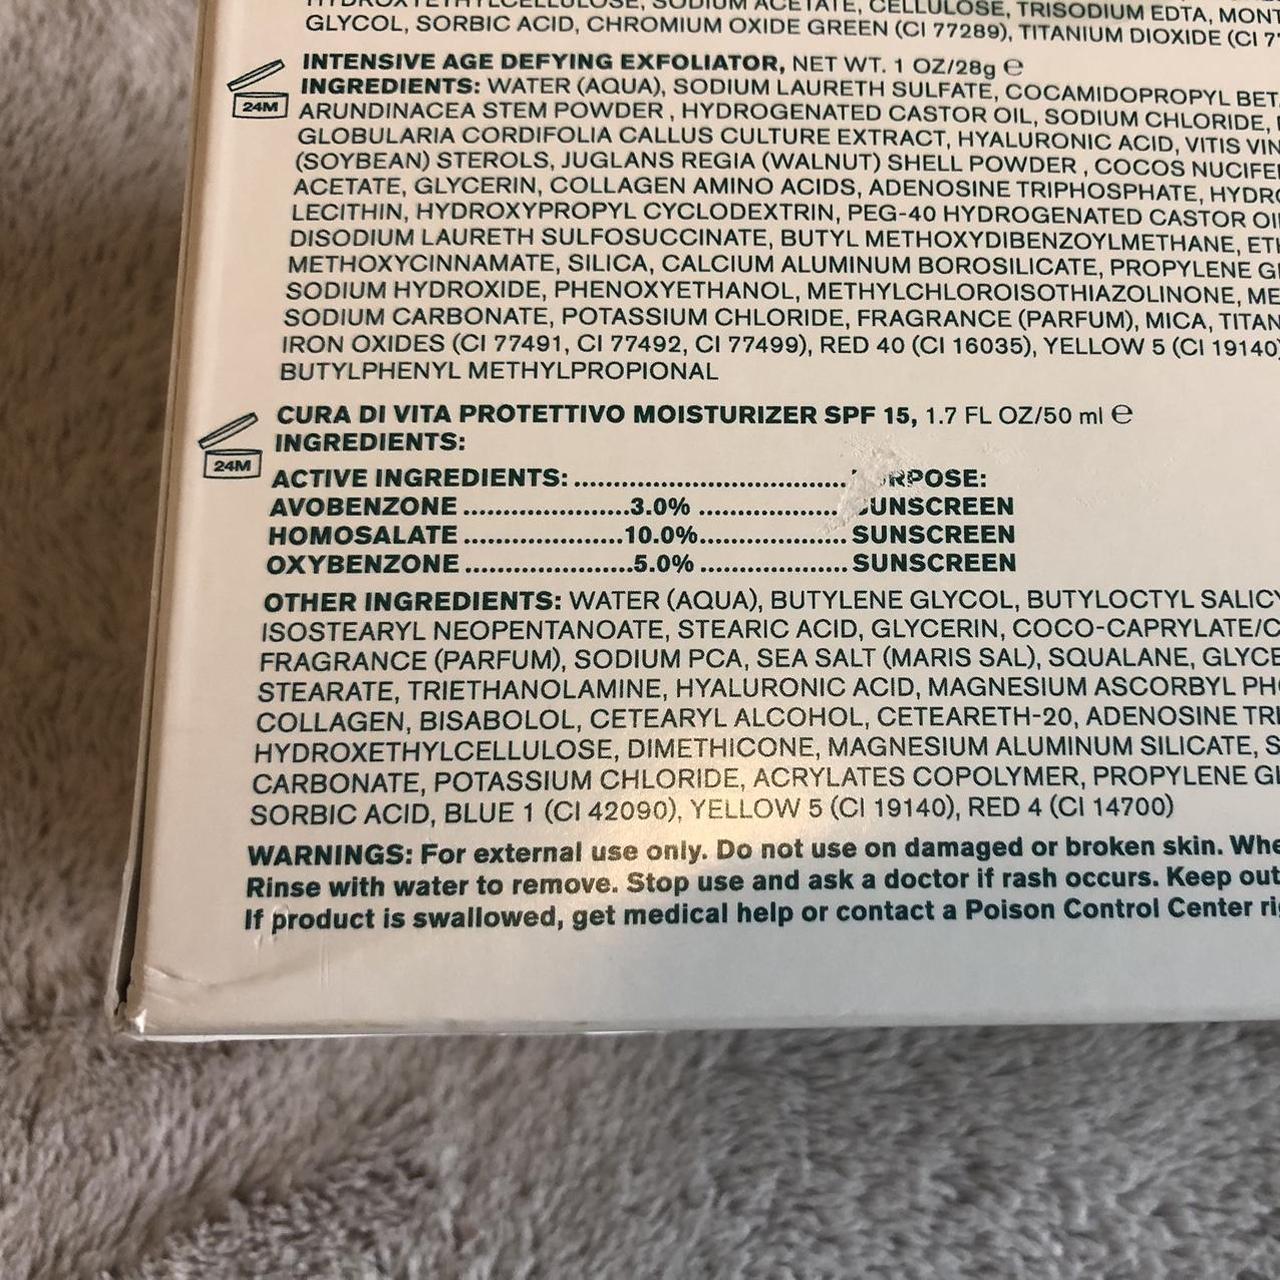 HYDROXYETHYLCELLULOSE, SODIUM ACETATE, CELLULOSE, TRISODIUM EDTA, MONT
GLYCOL, SORBIC ACID, CHROMIUM OXIDE GREEN (CI 77289), TITANIUM DIOXIDE (CI 7
INTENSIVE AGE DEFYING EXFOLIATOR, NET WT. 1 OZ/28g ℮
24M
INGREDIENTS: WATER (AQUA), SODIUM LAURETH SULFATE, COCAMIDOPROPYL BET
ARUNDINACEA STEM POWDER , HYDROGENATED CASTOR OIL, SODIUM CHLORIDE,
GLOBULARIA CORDIFOLIA CALLUS CULTURE EXTRACT, HYALURONIC ACID, VITIS VIN
(SOYBEAN) STEROLS, JUGLANS REGIA (WALNUT) SHELL POWDER , COCOS NUCIFE
ACETATE, GLYCERIN, COLLAGEN AMINO ACIDS, ADENOSINE TRIPHOSPHATE, HYDRO
LECITHIN, HYDROXYPROPYL CYCLODEXTRIN, PEG-40 HYDROGENATED CASTOR OI
DISODIUM LAURETH SULFOSUCCINATE, BUTYL METHOXYDIBENZOYLMETHANE, ETH
METHOXYCINNAMATE, SILICA, CALCIUM ALUMINUM BOROSILICATE, PROPYLENE G
SODIUM HYDROXIDE, PHENOXYETHANOL, METHYLCHLOROISOTHIAZOLINONE, ME
SODIUM CARBONATE, POTASSIUM CHLORIDE, FRAGRANCE (PARFUM), MICA, TITAN
IRON OXIDES (CI 77491, CI 77492, CI 77499), RED 40 (CI 16035), YELLOW 5 (CI 19140)
BUTYLPHENYL METHYLPROPIONAL
CURA DI VITA PROTETTIVO MOISTURIZER SPF 15, 1.7 FL OZ/50 ml ℮
24M
INGREDIENTS:
ACTIVE INGREDIENTS:.................................RPOSE:
AVOBENZONE....................3.0% .................SUNSCREEN
HOMOSALATE...................10.0%..................SUNSCREEN
OXYBENZONE....................5.0% ..................SUNSCREEN
OTHER INGREDIENTS: WATER (AQUA), BUTYLENE GLYCOL, BUTYLOCTYL SALICY
ISOSTEARYL NEOPENTANOATE, STEARIC ACID, GLYCERIN, COCO-CAPRYLATE/C
FRAGRANCE (PARFUM), SODIUM PCA, SEA SALT (MARIS SAL), SQUALANE, GLYCE
STEARATE, TRIETHANOLAMINE, HYALURONIC ACID, MAGNESIUM ASCORBYL PHO
COLLAGEN, BISABOLOL, CETEARYL ALCOHOL, CETEARETH-20, ADENOSINE TRI
HYDROXETHYLCELLULOSE, DIMETHICONE, MAGNESIUM ALUMINUM SILICATE, S
CARBONATE, POTASSIUM CHLORIDE, ACRYLATES COPOLYMER, PROPYLENE GL
SORBIC ACID, BLUE 1 (CI 42090), YELLOW 5 (CI 19140), RED 4 (CI 14700)
WARNINGS: For external use only. Do not use on damaged or broken skin. Whe
Rinse with water to remove. Stop use and ask a doctor if rash occurs. Keep out
If product is swallowed, get medical help or contact a Poison Control Center ri